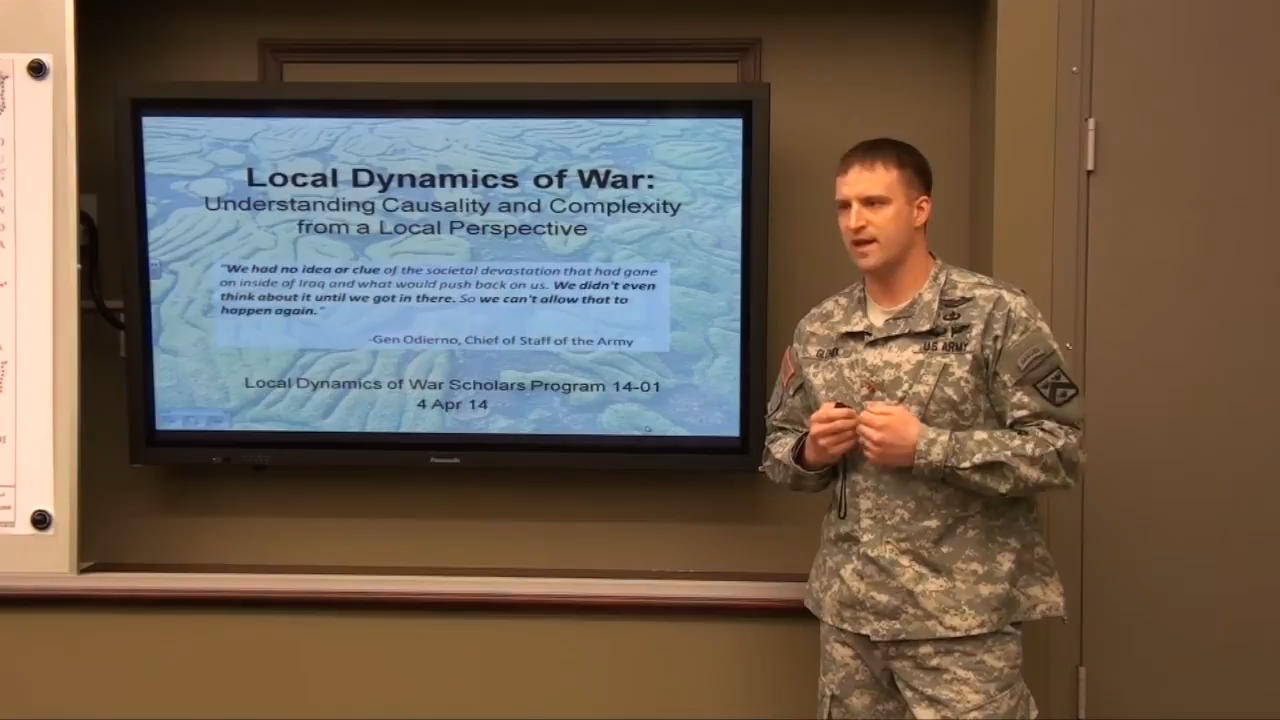 Local Dynamics of War:
Understanding Causality and Complexity
from a Local Perspective
"We had no idea or clue of the societal devastation that had gone
on inside of Iraq and what would push back on us. We didn't even
think about it until we got in there. So we can't allow that to
happen again."
-Gen Odierno, Chief of Staff of the Army
Local Dynamics of War Scholars Program 14-01
4 Apr 14
Panasonic
U.S. ARMY